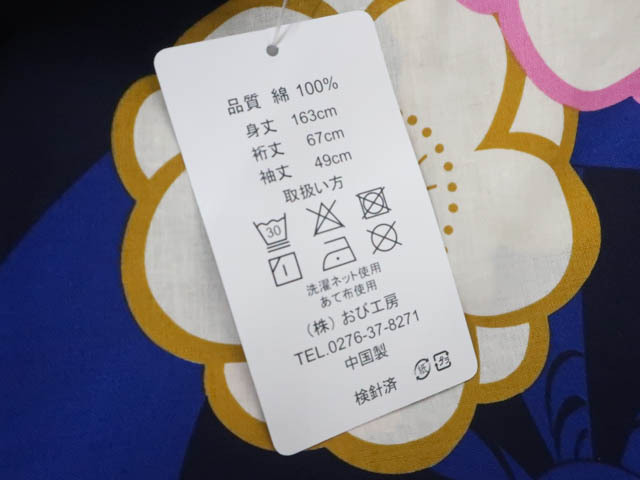 品質 綿 100%
身丈 163cm
裄丈 67cm
袖丈 49cm
取扱い方
30
洗濯ネット使用
あて布使用
（株）おび工房
TEL.0276-37-8271
中国製
検針済
紙 タグ